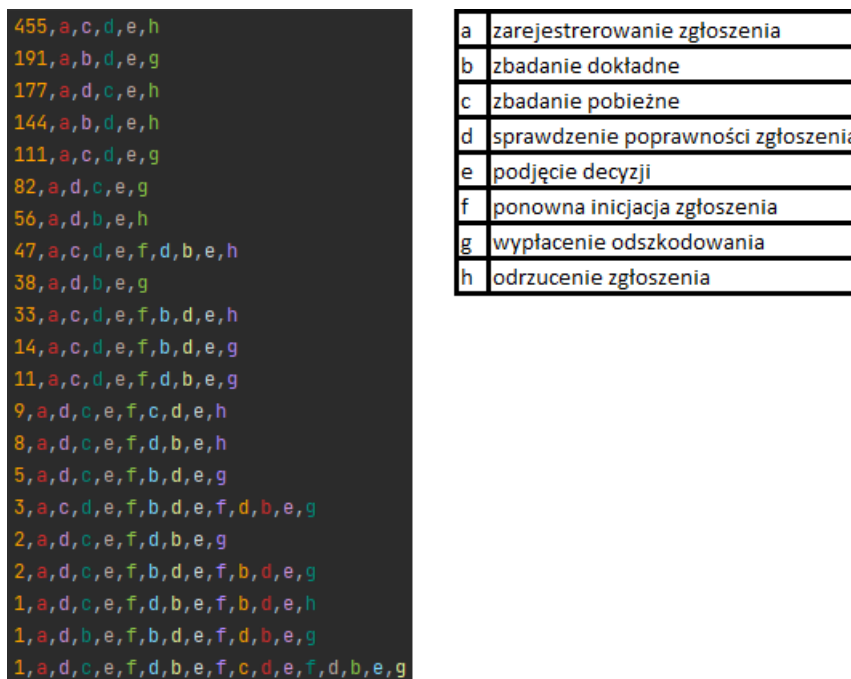 455,a,c,d,e,h
191,a,b,d,e,g
177,a,d,c,e,h
144,a,b,d,e,h
111,a,c,d,e,g
82,a,d,c,e,g
56,a,d,b,e,h
47,a,c,d,e,f,d,b,e,h
38,a,d,b,e,g
33,a,c,d,e,f,b,d,e,h
14,a,c,d,e,f,b,d,e,g
11,a,c,d,e,f,d,b,e,g
9,a,d,c,e,f,c,d,e,h
8,a,d,c,e,f,d,b,e,h
5,a,d,c,e,f,b,d,e,g
3,a,c,d,e,f,b,d,e,f,d,b,e,g
2,a,d,c,e,f,d,b,e,g
2,a,d,c,e,f,b,d,e,f,b,d,e,g
1,a,d,c,e,f,d,b,e,f,b,d,e,h
1,a,d,b,e,f,b,d,e,f,d,b,e,g
1,a,d,c,e,f,d,b,e,f,c,d,e,f,d,b,e,g
a zarejestrerowanie zgłoszenia
b zbadanie dokładne
c zbadanie pobieżne
d sprawdzenie poprawności zgłoszenia
e podjęcie decyzji
f ponowna inicjacja zgłoszenia
g wypłacenie odszkodowania
h odrzucenie zgłoszenia